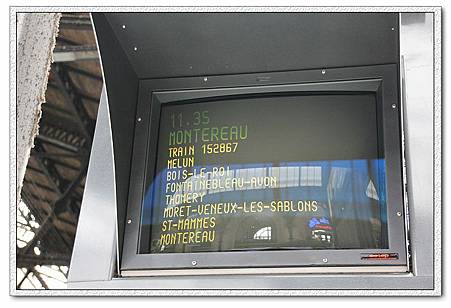 11.35
MONTEREAU
TRAIN 152867
MELUN
BOIS-LE-ROI
FONTAINEBLEAU-AVON
THOMERY
MORET-VENEUX-LES-SABLONS
ST-MAMMES
MONTEREAU